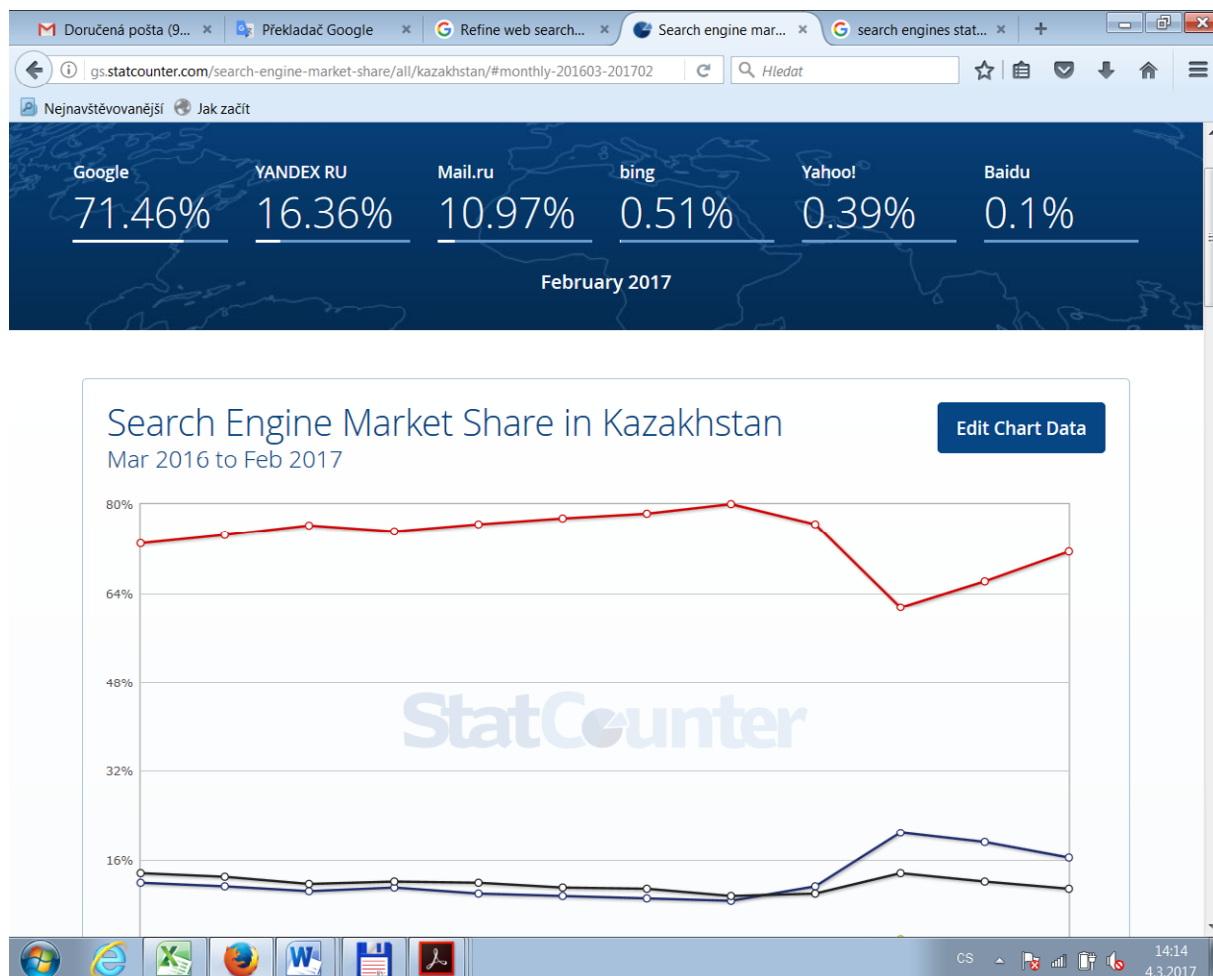 Doručená pošta (9... × Překladač Google × Refine web search... × Search engine mar... × search engines stat... × +
gs.statcounter.com/search-engine-market-share/all/kazakhstan/#monthly-201603-201702 Hledat
Nejnavštěvovanější Jak začít
Google YANDEX RU Mail.ru bing Yahoo! Baidu
71.46% 16.36% 10.97% 0.51% 0.39% 0.1%
February 2017
Search Engine Market Share in Kazakhstan
Edit Chart Data
Mar 2016 to Feb 2017
80%
64%
48%
StatCounter
32%
16%
CS 14:14
4.3.2017